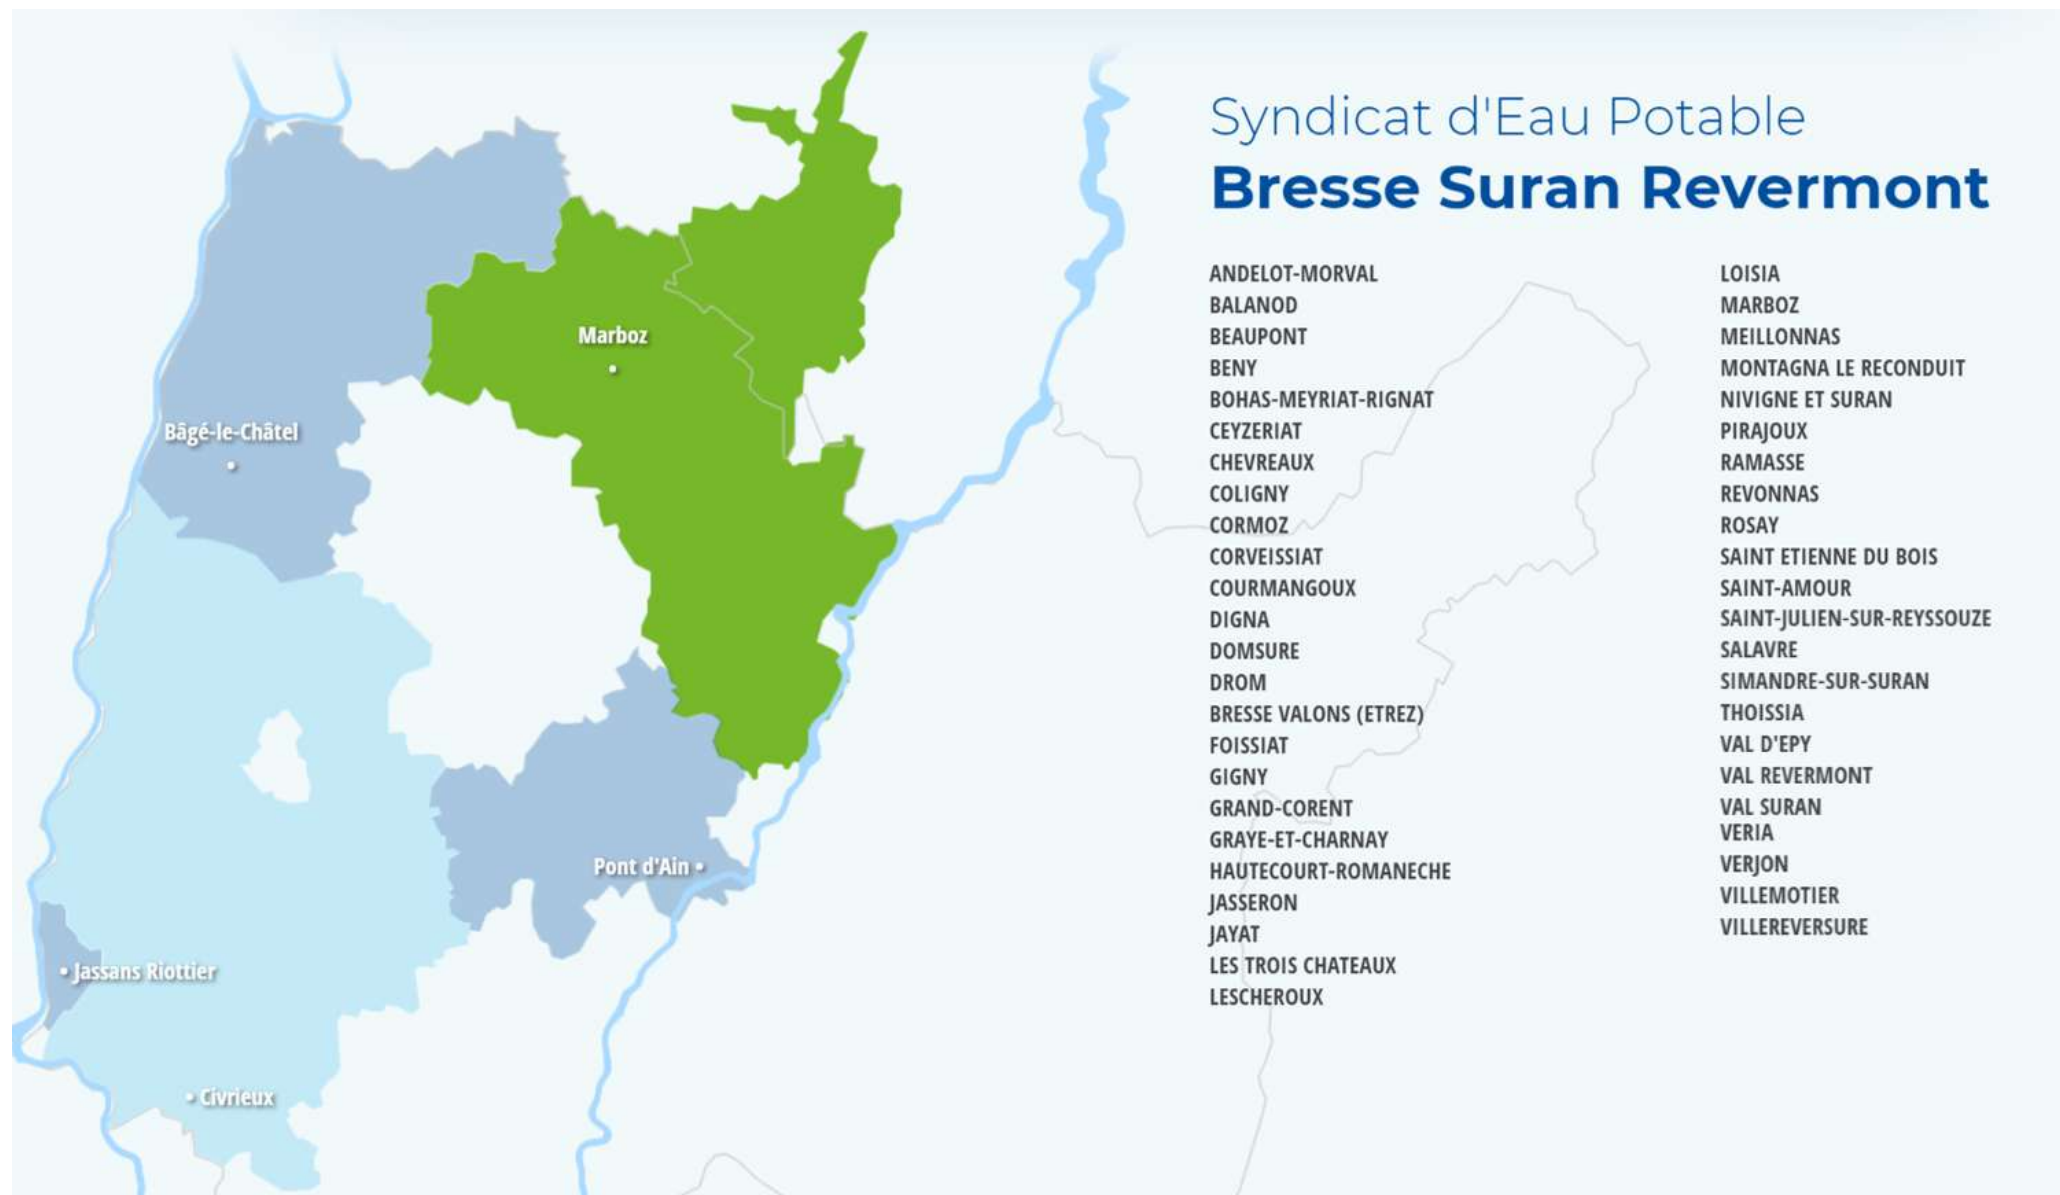 Syndicat d'Eau Potable
Bresse Suran Revermont
Marboz
Bâgé-le-Châtel
Pont d'Ain
Jassans Riottier
Civrieux
ANDELOT-MORVAL
BALANOD
BEAUPONT
BENY
BOHAS-MEYRIAT-RIGNAT
CEYZERIAT
CHEVREAUX
COLIGNY
CORMOZ
CORVEISSIAT
COURMANGOUX
DIGNA
DOMSURE
DROM
BRESSE VALONS (ETREZ)
FOISSIAT
GIGNY
GRAND-CORENT
GRAYE-ET-CHARNAY
HAUTECOURT-ROMANECHE
JASSERON
JAYAT
LES TROIS CHATEAUX
LESCHEROUX
LOISIA
MARBOZ
MEILLONNAS
MONTAGNA LE RECONDUIT
NIVIGNE ET SURAN
PIRAJOUX
RAMASSE
REVONNAS
ROSAY
SAINT ETIENNE DU BOIS
SAINT-AMOUR
SAINT-JULIEN-SUR-REYSSOUZE
SALAVRE
SIMANDRE-SUR-SURAN
THOISSIA
VAL D'EPY
VAL REVERMONT
VAL SURAN
VERIA
VERJON
VILLEMOTIER
VILLEREVERSURE